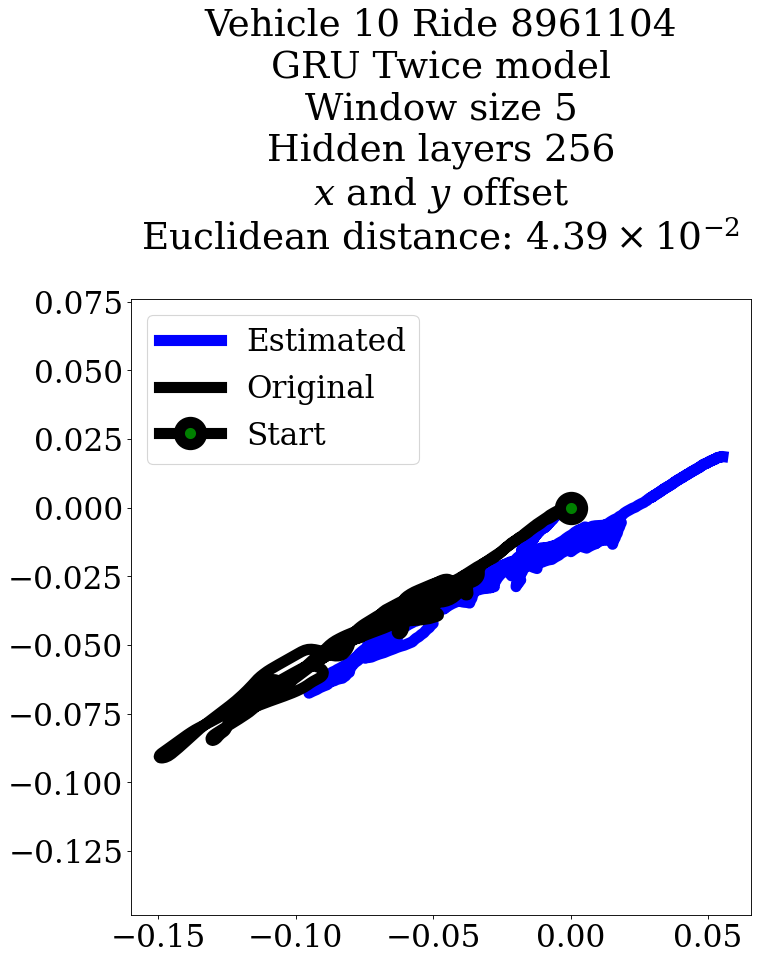 Vehicle 10 Ride 8961104
GRU Twice model
Window size 5
Hidden layers 256
x and y offset
Euclidean distance: 4.39 × 10⁻²
0.075
0.050
0.025
0.000
−0.025
−0.050
−0.075
−0.100
−0.125
Estimated
Original
Start
−0.15
−0.10
−0.05
0.00
0.05